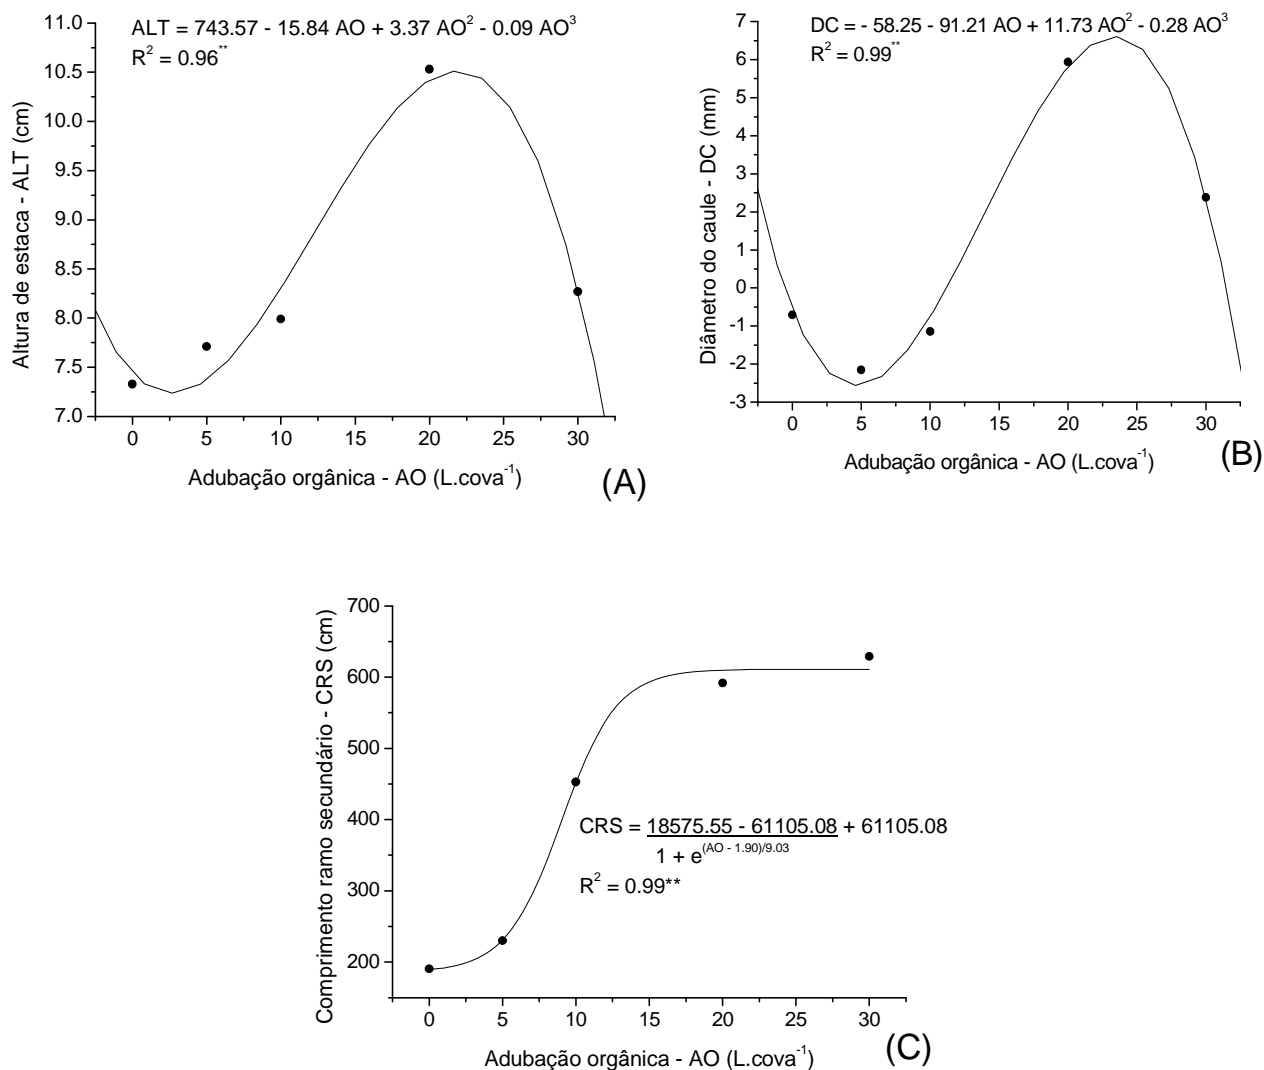 ALT = 743.57 - 15.84 AO + 3.37 AO² - 0.09 AO³
R² = 0.96**
Altura de estaca - ALT (cm)
11.0
10.5
10.0
9.5
9.0
8.5
8.0
7.5
7.0
0 5 10 15 20 25 30
Adubação orgânica - AO (L.cova⁻¹)
(A)
DC = - 58.25 - 91.21 AO + 11.73 AO² - 0.28 AO³
R² = 0.99**
Diâmetro do caule - DC (mm)
7
6
5
4
3
2
1
0
-1
-2
-3
0 5 10 15 20 25 30
Adubação orgânica - AO (L.cova⁻¹)
(B)
Comprimento ramo secundário - CRS (cm)
700
600
500
400
300
200
CRS = 18575.55 - 61105.08 + 61105.08
1 + e^(AO - 1.90)/9.03
R² = 0.99**
0 5 10 15 20 25 30
Adubação orgânica - AO (L.cova⁻¹)
(C)